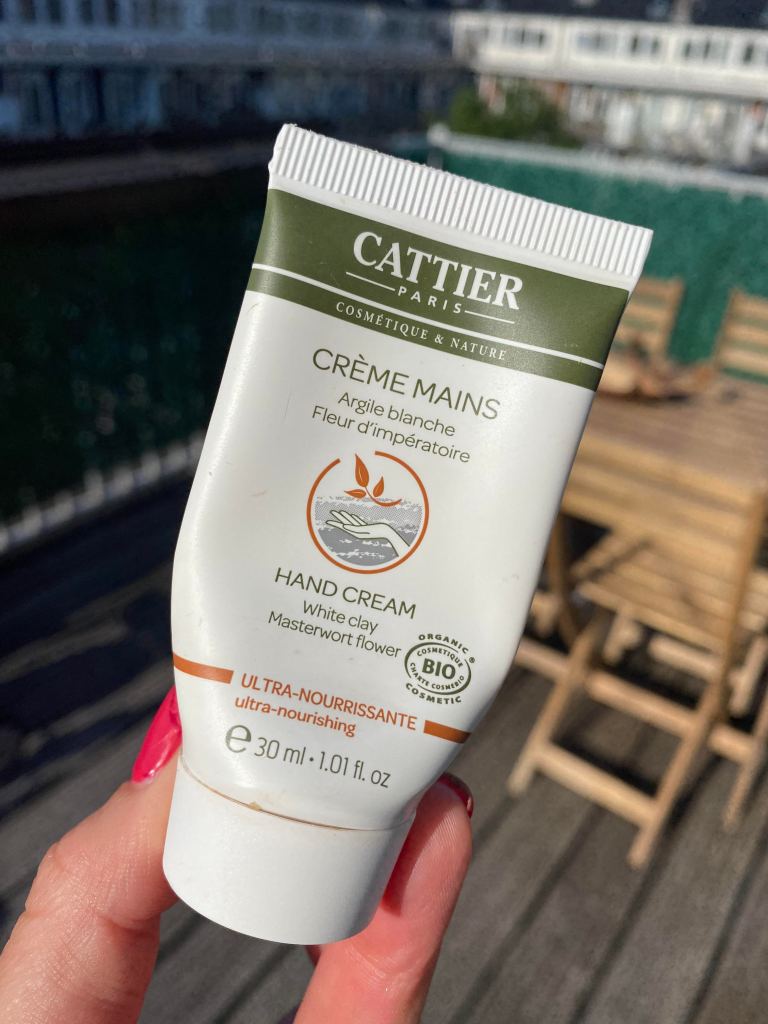 CATTIER
PARIS
COSMÉTIQUE & NATURE
CRÈME MAINS
Argile blanche
Fleur d'impératoire
HAND CREAM
White clay
Masterwort flower
ORGANIC
COSMETIQUE
BIO
CHARTE COSMEBIO
COSMETIC
®
ULTRA-NOURRISSANTE
ultra-nourishing
℮ 30 ml • 1.01 fl. oz